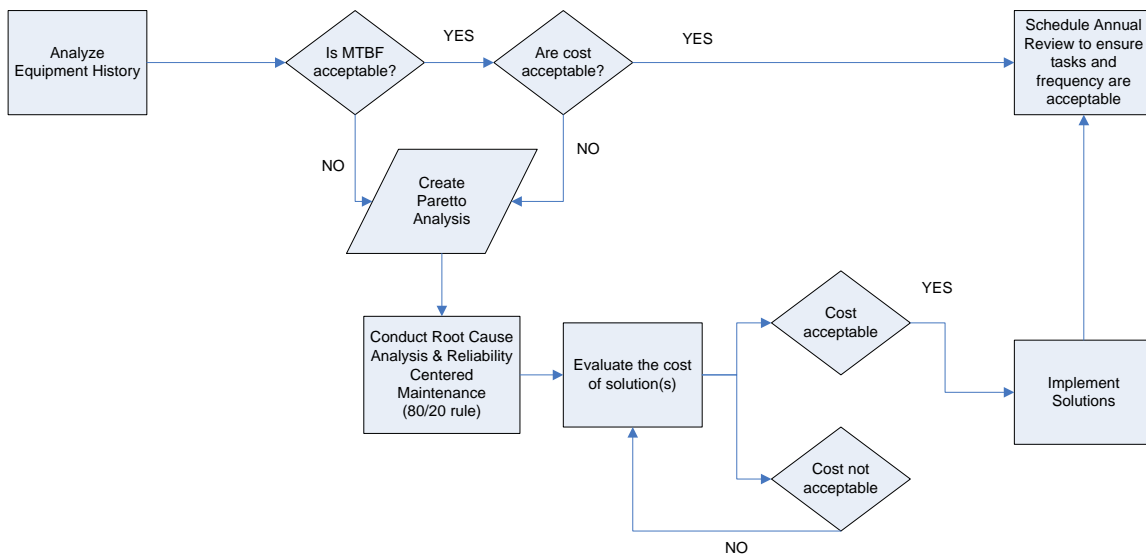 Analyze
Equipment History
Is MTBF
acceptable?
YES
Are cost
acceptable?
YES
Schedule Annual
Review to ensure
tasks and
frequency are
acceptable
NO
NO
Create
Paretto
Analysis
Conduct Root Cause
Analysis & Reliability
Centered
Maintenance
(80/20 rule)
Evaluate the cost
of solution(s)
Cost
acceptable
YES
Implement
Solutions
Cost not
acceptable
NO